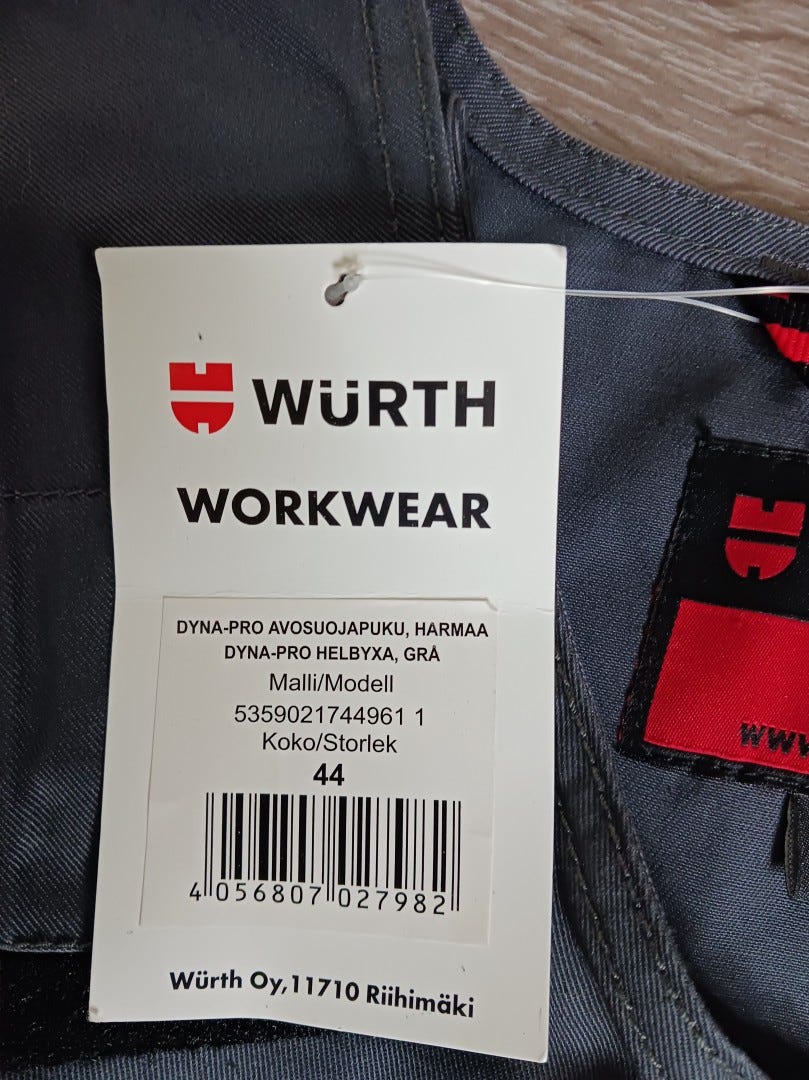 WÜRTH
WORKWEAR
DYNA-PRO AVOSUOJAPUKU, HARMAA
DYNA-PRO HELBYXA, GRÅ
Malli/Modell
5359021744961 1
Koko/Storlek
44
4 056807 027982
Würth Oy, 11710 Riihimäki
www